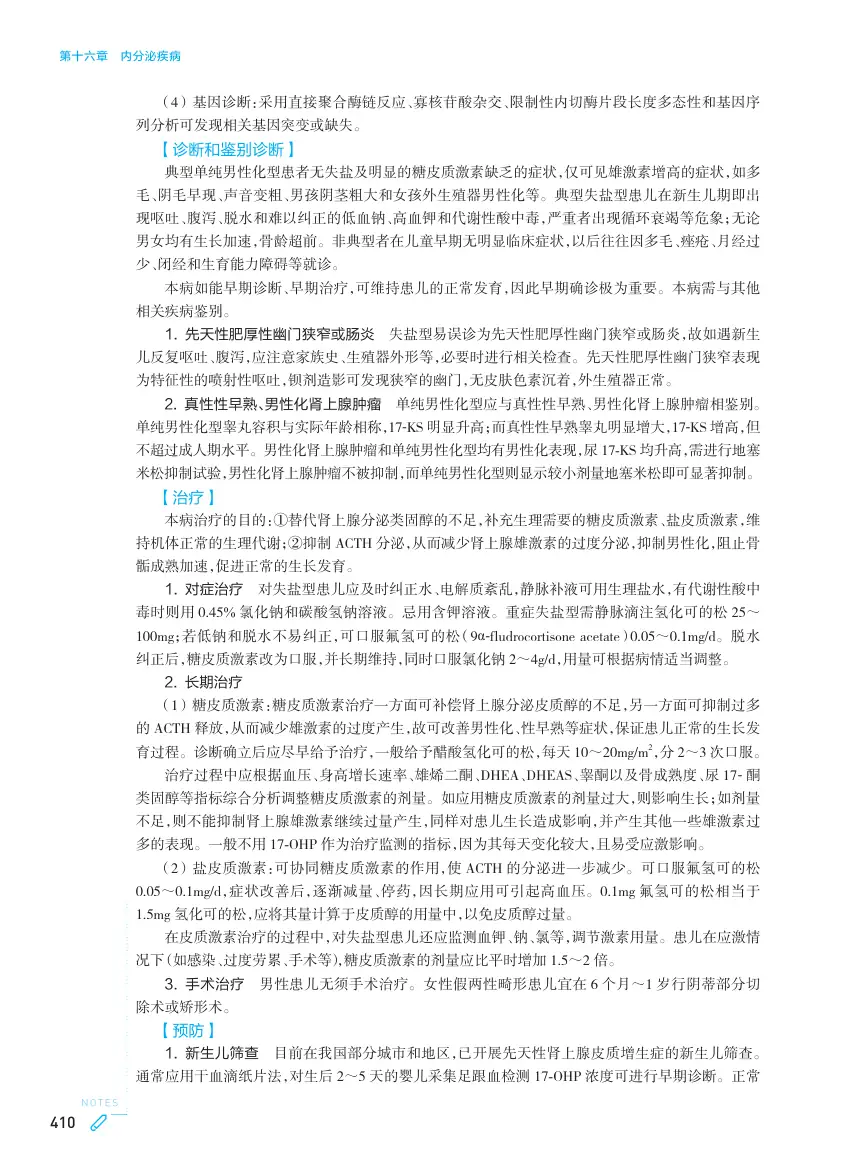 第十六章 内分泌疾病
（4）基因诊断：采用直接聚合酶链反应、寡核苷酸杂交、限制性内切酶片段长度多态性和基因序
列分析可发现相关基因突变或缺失。
【诊断和鉴别诊断】
典型单纯男性化型患者无失盐及明显的糖皮质激素缺乏的症状，仅可见雄激素增高的症状，如多
毛、阴毛早现、声音变粗、男孩阴茎粗大和女孩外生殖器男性化等。典型失盐型患儿在新生儿期即出
现呕吐、腹泻、脱水和难以纠正的低血钠、高血钾和代谢性酸中毒，严重者出现循环衰竭等危象；无论
男女均有生长加速，骨龄超前。非典型者在儿童早期无明显临床症状，以后往往因多毛、痤疮、月经过
少、闭经和生育能力障碍等就诊。
本病如能早期诊断、早期治疗，可维持患儿的正常发育，因此早期确诊极为重要。本病需与其他
相关疾病鉴别。
1. 先天性肥厚性幽门狭窄或肠炎 失盐型易误诊为先天性肥厚性幽门狭窄或肠炎，故如遇新生
儿反复呕吐、腹泻，应注意家族史、生殖器外形等，必要时进行相关检查。先天性肥厚性幽门狭窄表现
为特征性的喷射性呕吐，钡剂造影可发现狭窄的幽门，无皮肤色素沉着，外生殖器正常。
2. 真性性早熟、男性化肾上腺肿瘤 单纯男性化型应与真性性早熟、男性化肾上腺肿瘤相鉴别。
单纯男性化型睾丸容积与实际年龄相称，17-KS 明显升高；而真性性早熟睾丸明显增大，17-KS 增高，但
不超过成人期水平。男性化肾上腺肿瘤和单纯男性化型均有男性化表现，尿 17-KS 均升高，需进行地塞
米松抑制试验，男性化肾上腺肿瘤不被抑制，而单纯男性化型则显示较小剂量地塞米松即可显著抑制。
【治疗】
本病治疗的目的：①替代肾上腺分泌类固醇的不足，补充生理需要的糖皮质激素、盐皮质激素，维
持机体正常的生理代谢；②抑制 ACTH 分泌，从而减少肾上腺雄激素的过度分泌，抑制男性化，阻止骨
骺成熟加速，促进正常的生长发育。
1. 对症治疗 对失盐型患儿应及时纠正水、电解质紊乱，静脉补液可用生理盐水，有代谢性酸中
毒时则用 0.45% 氯化钠和碳酸氢钠溶液。忌用含钾溶液。重症失盐型需静脉滴注氢化可的松 25～
100mg；若低钠和脱水不易纠正，可口服氟氢可的松（9α-fludrocortisone acetate）0.05～0.1mg/d。脱水
纠正后，糖皮质激素改为口服，并长期维持，同时口服氯化钠 2～4g/d，用量可根据病情适当调整。
2. 长期治疗
（1）糖皮质激素：糖皮质激素治疗一方面可补偿肾上腺分泌皮质醇的不足，另一方面可抑制过多
的 ACTH 释放，从而减少雄激素的过度产生，故可改善男性化、性早熟等症状，保证患儿正常的生长发
育过程。诊断确立后应尽早给予治疗，一般给予醋酸氢化可的松，每天 10～20mg/m²，分 2～3 次口服。
治疗过程中应根据血压、身高增长速率、雄烯二酮、DHEA、DHEAS、睾酮以及骨成熟度、尿 17- 酮
类固醇等指标综合分析调整糖皮质激素的剂量。如应用糖皮质激素的剂量过大，则影响生长；如剂量
不足，则不能抑制肾上腺雄激素继续过量产生，同样对患儿生长造成影响，并产生其他一些雄激素过
多的表现。一般不用 17-OHP 作为治疗监测的指标，因为其每天变化较大，且易受应激影响。
（2）盐皮质激素：可协同糖皮质激素的作用，使 ACTH 的分泌进一步减少。可口服氟氢可的松
0.05～0.1mg/d，症状改善后，逐渐减量、停药，因长期应用可引起高血压。0.1mg 氟氢可的松相当于
1.5mg 氢化可的松，应将其量计算于皮质醇的用量中，以免皮质醇过量。
在皮质激素治疗的过程中，对失盐型患儿还应监测血钾、钠、氯等，调节激素用量。患儿在应激情
况下（如感染、过度劳累、手术等），糖皮质激素的剂量应比平时增加 1.5～2 倍。
3. 手术治疗 男性患儿无须手术治疗。女性假两性畸形患儿宜在 6 个月～1 岁行阴蒂部分切
除术或矫形术。
【预防】
1. 新生儿筛查 目前在我国部分城市和地区，已开展先天性肾上腺皮质增生症的新生儿筛查。
通常应用干血滴纸片法，对生后 2～5 天的婴儿采集足跟血检测 17-OHP 浓度可进行早期诊断。正常
NOTES
410